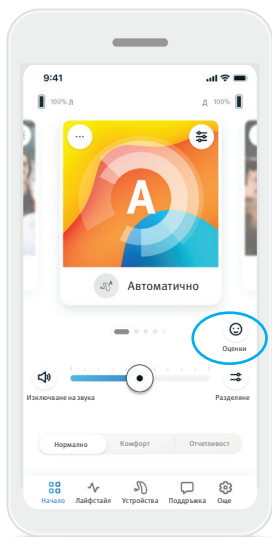 9:41
100% Д
Д 100%
...
A
A
Автоматично
Оценки
Изключване на звука
Разделяне
Нормално Комфорт Отчетливост
Начало Лайфстайл Устройства Поддръжка Още